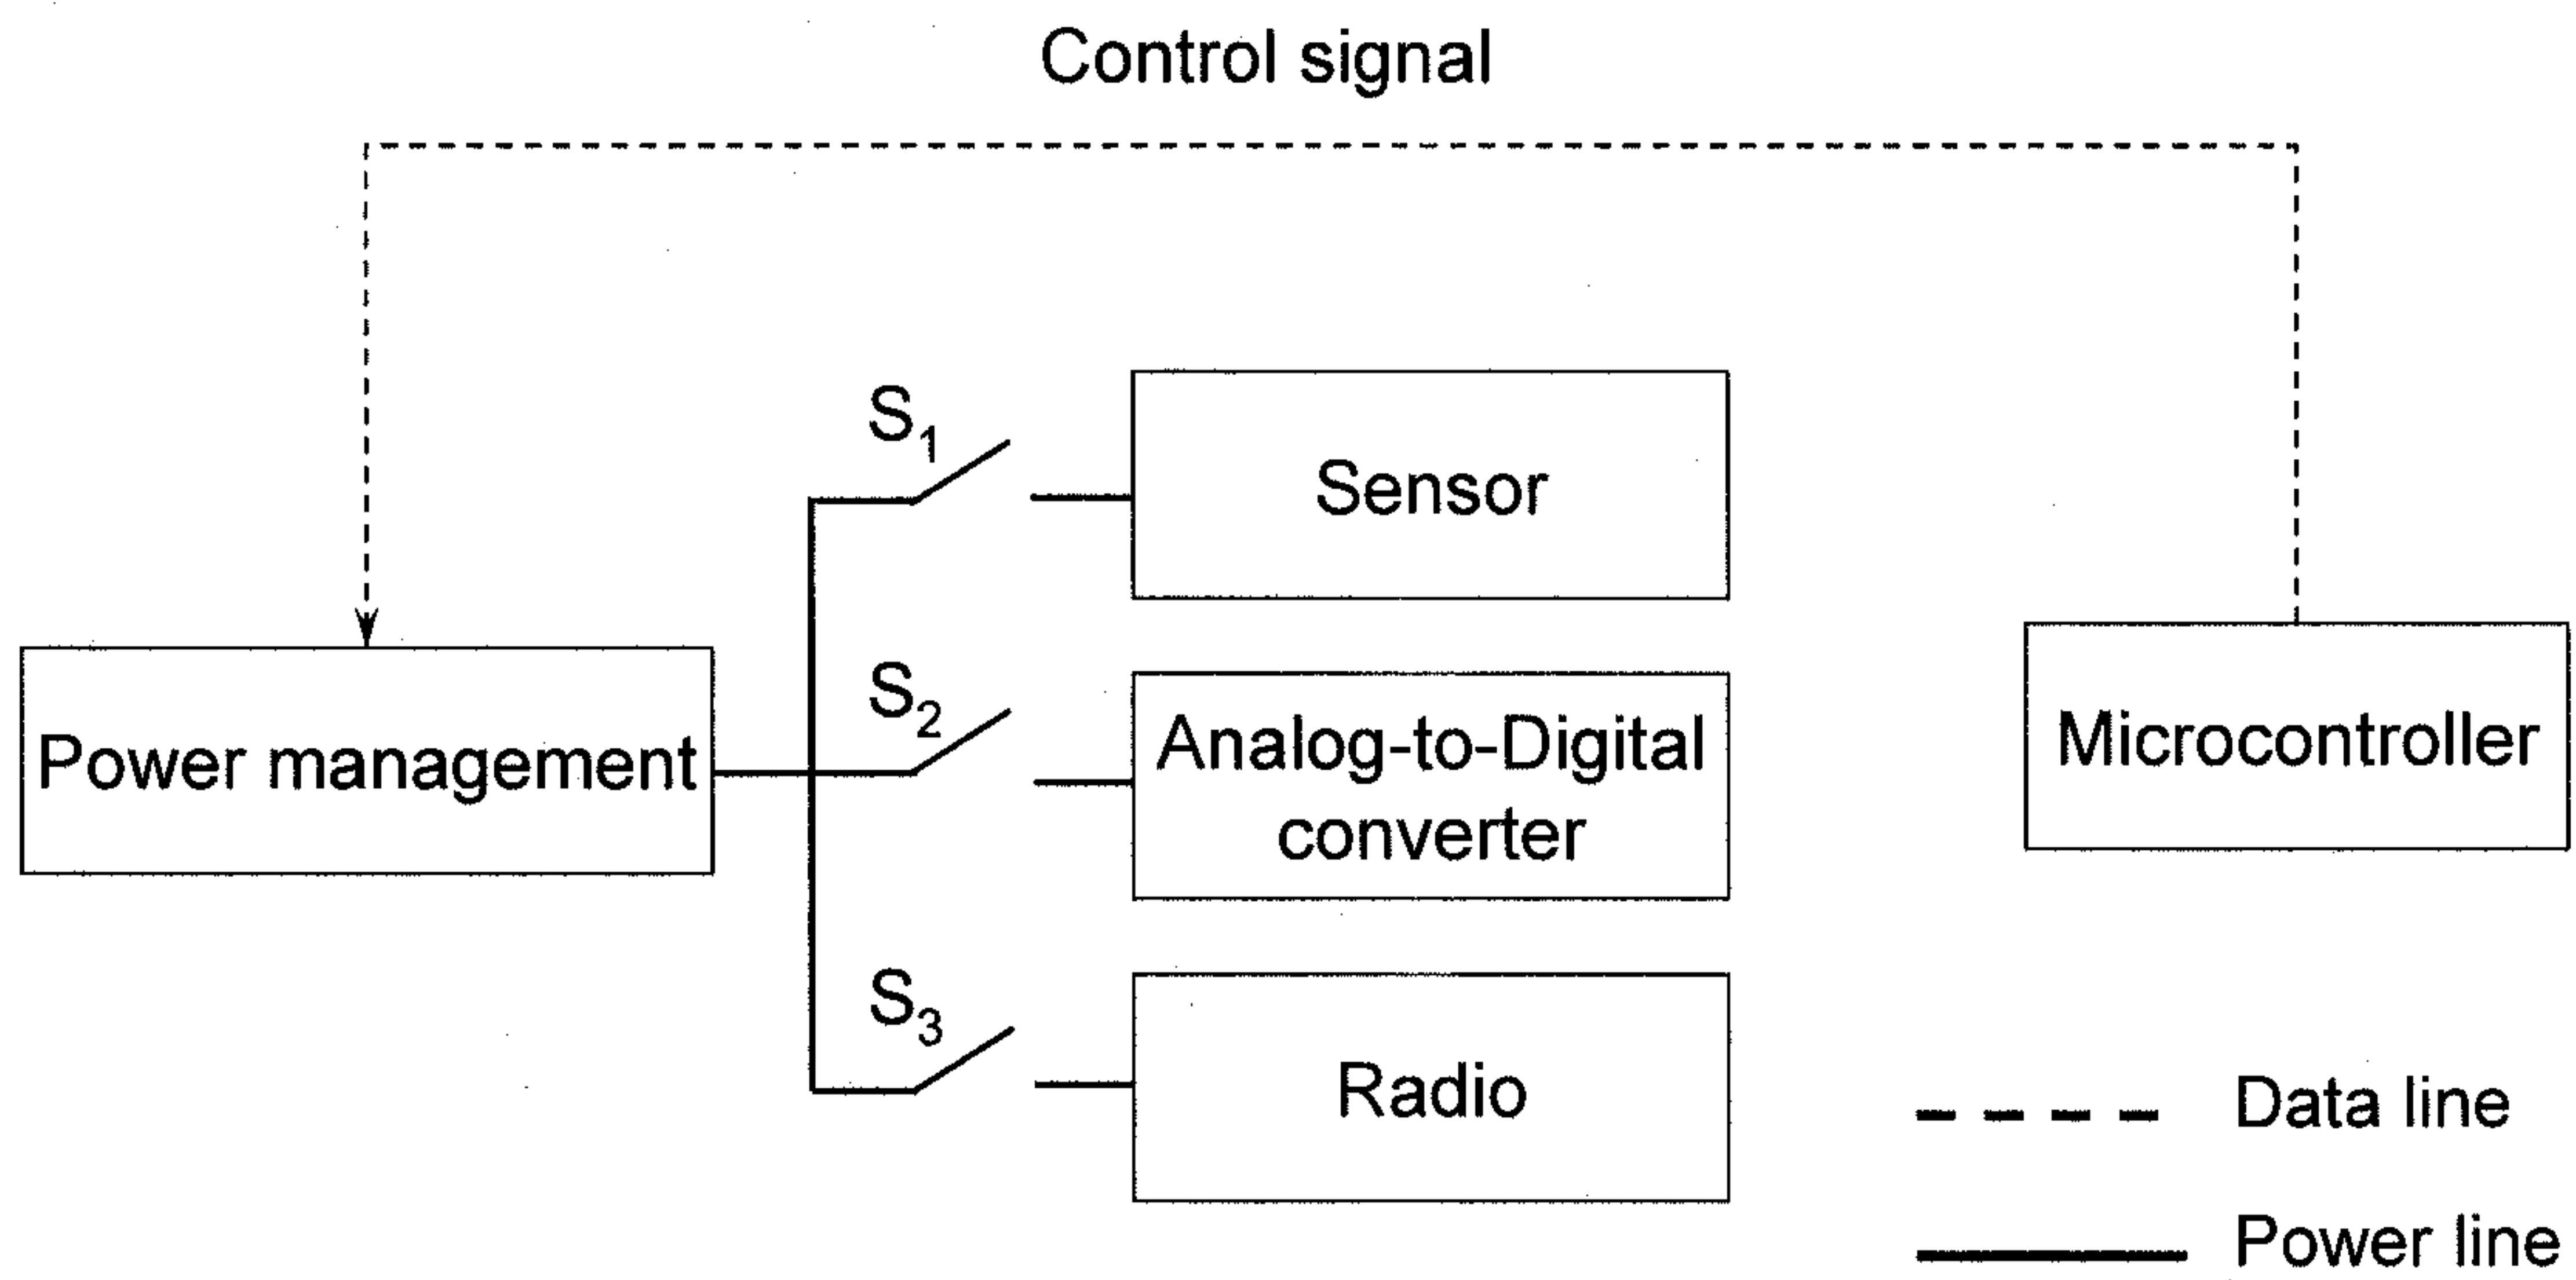 Control signal
S1
Sensor
S2
Power management
Analog-to-Digital
converter
Microcontroller
S3
Radio
Data line
Power line